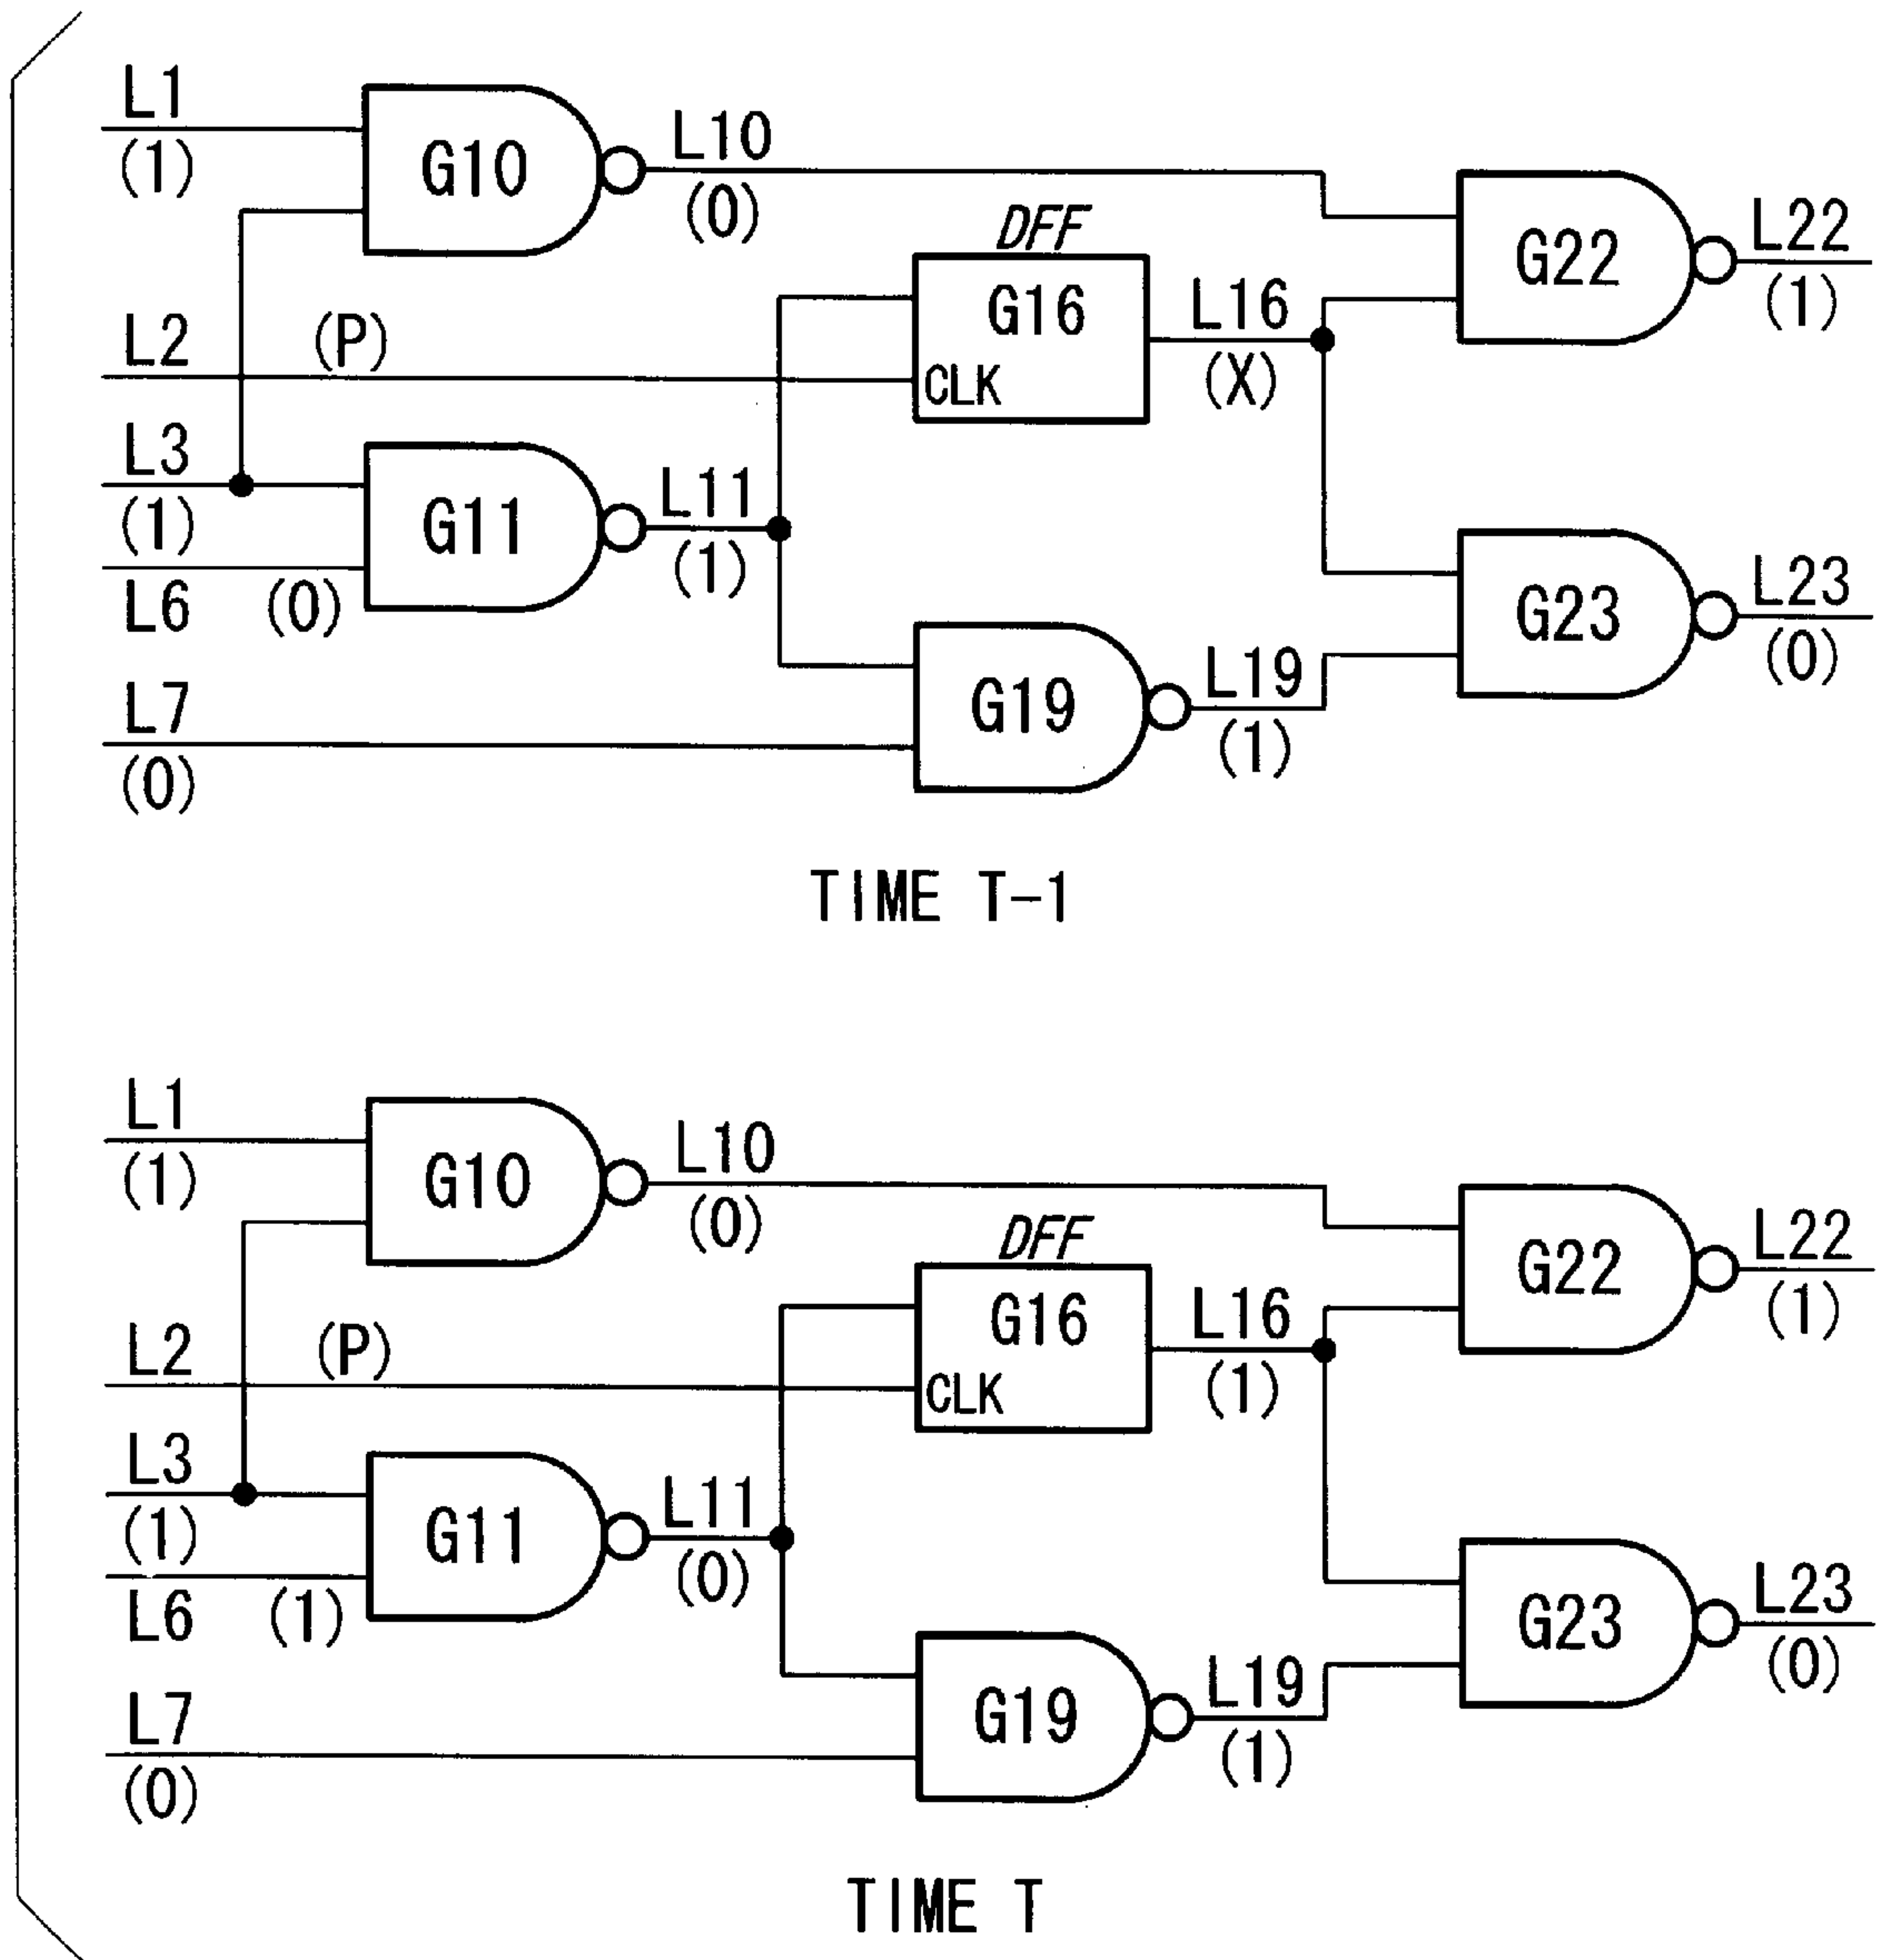 L1
(1)
G10
L10
(0)
DFF
G16
CLK
L16
(X)
G22
L22
(1)
L2
(P)
L3
(1)
G11
L11
(1)
L6
(0)
G23
L23
(0)
L7
(0)
G19
L19
(1)
TIME T-1
L1
(1)
G10
L10
(0)
DFF
G16
CLK
L16
(1)
G22
L22
(1)
L2
(P)
L3
(1)
G11
L11
(0)
L6
(1)
G23
L23
(0)
L7
(0)
G19
L19
(1)
TIME T